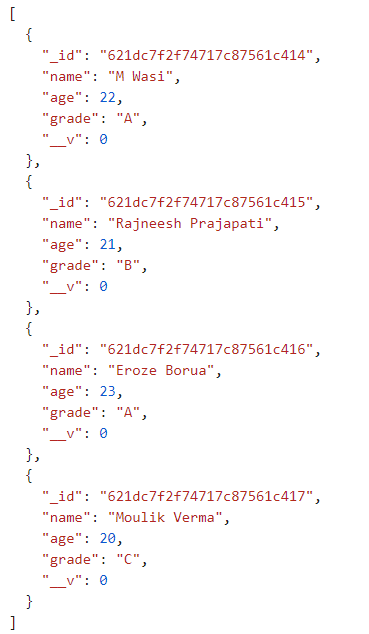 [
  {
    "_id": "621dc7f2f74717c87561c414",
    "name": "M Wasi",
    "age": 22,
    "grade": "A",
    "__v": 0
  },
  {
    "_id": "621dc7f2f74717c87561c415",
    "name": "Rajneesh Prajapati",
    "age": 21,
    "grade": "B",
    "__v": 0
  },
  {
    "_id": "621dc7f2f74717c87561c416",
    "name": "Eroze Borua",
    "age": 23,
    "grade": "A",
    "__v": 0
  },
  {
    "_id": "621dc7f2f74717c87561c417",
    "name": "Moulik Verma",
    "age": 20,
    "grade": "C",
    "__v": 0
  }
]